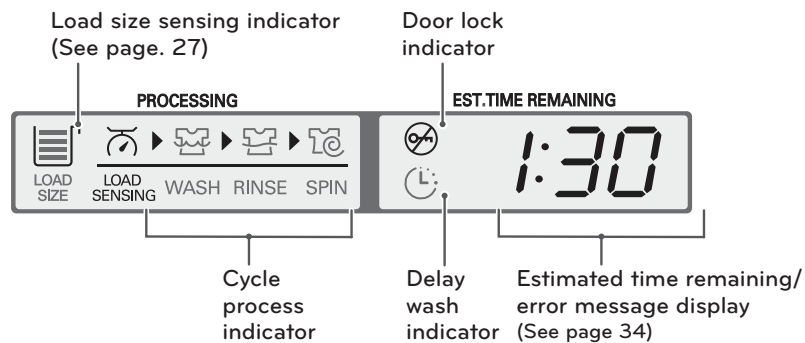 Load size sensing indicator
(See page. 27)
Door lock
indicator
PROCESSING
EST.TIME REMAINING
1:30
LOAD
SIZE
LOAD
SENSING
WASH
RINSE
SPIN
Cycle
process
indicator
Delay
wash
indicator
Estimated time remaining/
error message display
(See page 34)